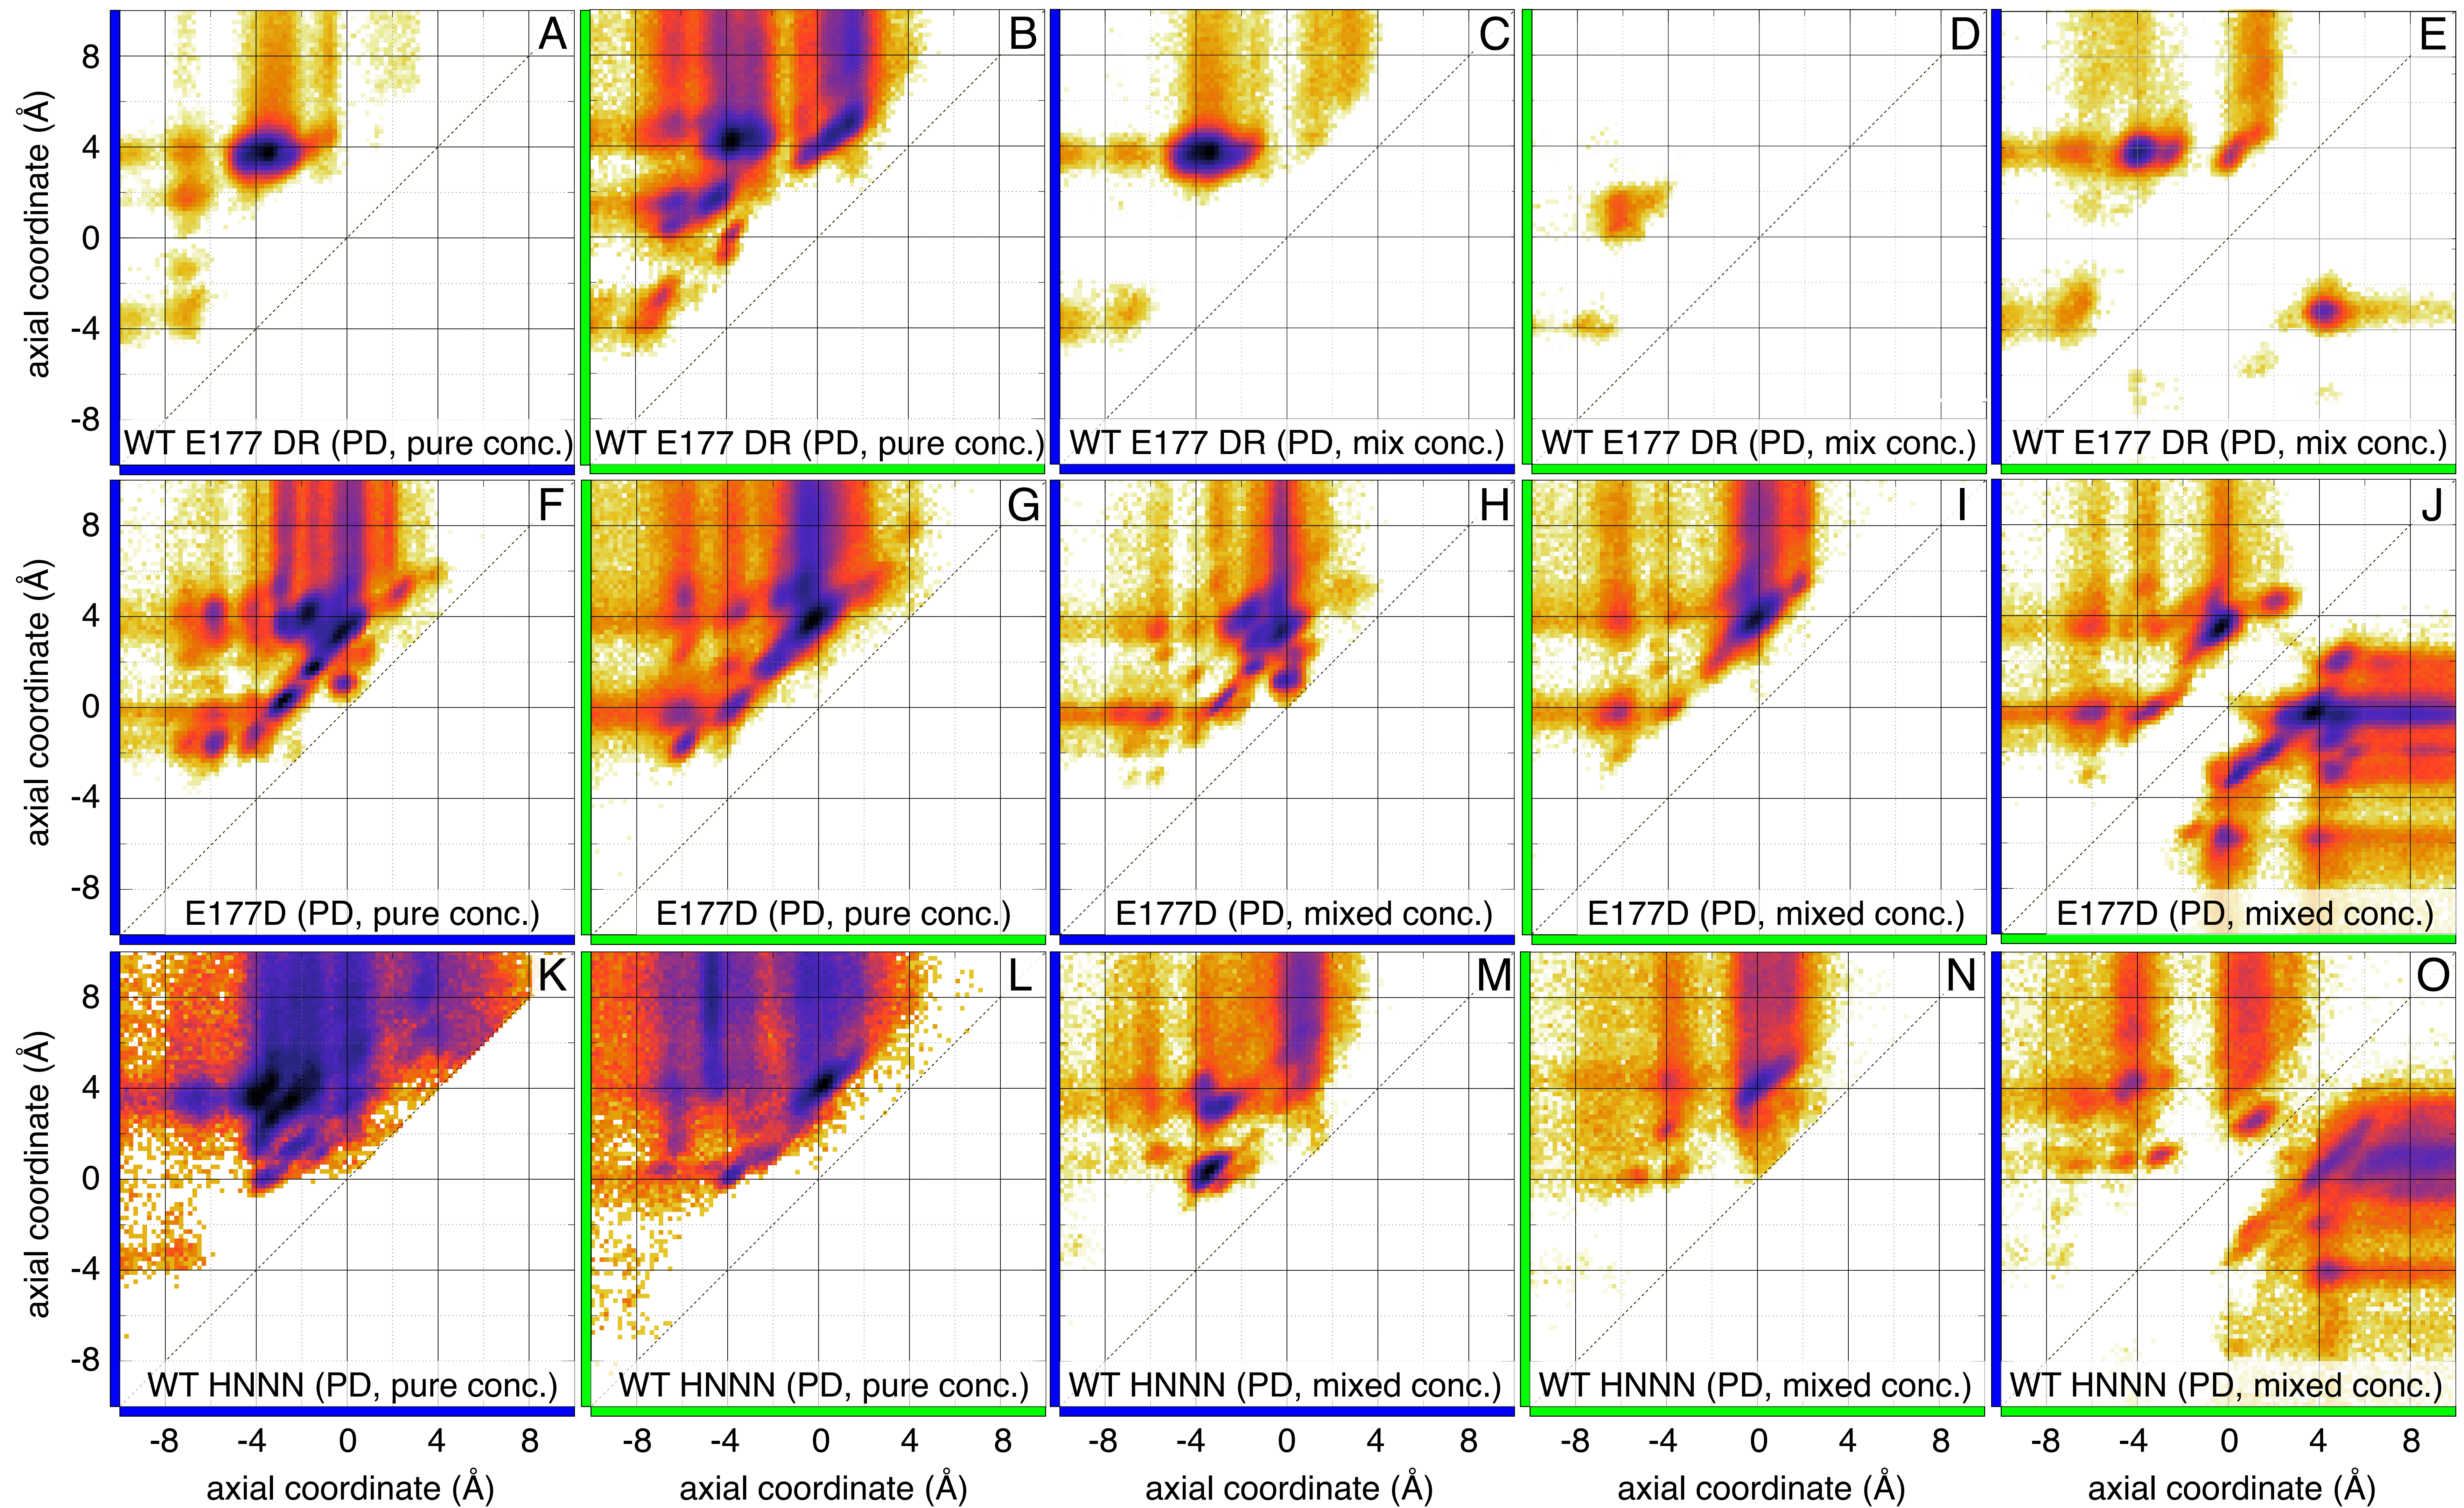 A B C D E
axial coordinate (Å)
8
4
0
-4
-8
WT E177 DR (PD, pure conc.) WT E177 DR (PD, pure conc.) WT E177 DR (PD, mix conc.) WT E177 DR (PD, mix conc.) WT E177 DR (PD, mix conc.)
F G H I J
axial coordinate (Å)
8
4
0
-4
-8
E177D (PD, pure conc.) E177D (PD, pure conc.) E177D (PD, mixed conc.) E177D (PD, mixed conc.) E177D (PD, mixed conc.)
K L M N O
axial coordinate (Å)
8
4
0
-4
-8
WT HNNN (PD, pure conc.) WT HNNN (PD, pure conc.) WT HNNN (PD, mixed conc.) WT HNNN (PD, mixed conc.) WT HNNN (PD, mixed conc.)
-8 -4 0 4 8 -8 -4 0 4 8 -8 -4 0 4 8 -8 -4 0 4 8 -8 -4 0 4 8
axial coordinate (Å) axial coordinate (Å) axial coordinate (Å) axial coordinate (Å) axial coordinate (Å)